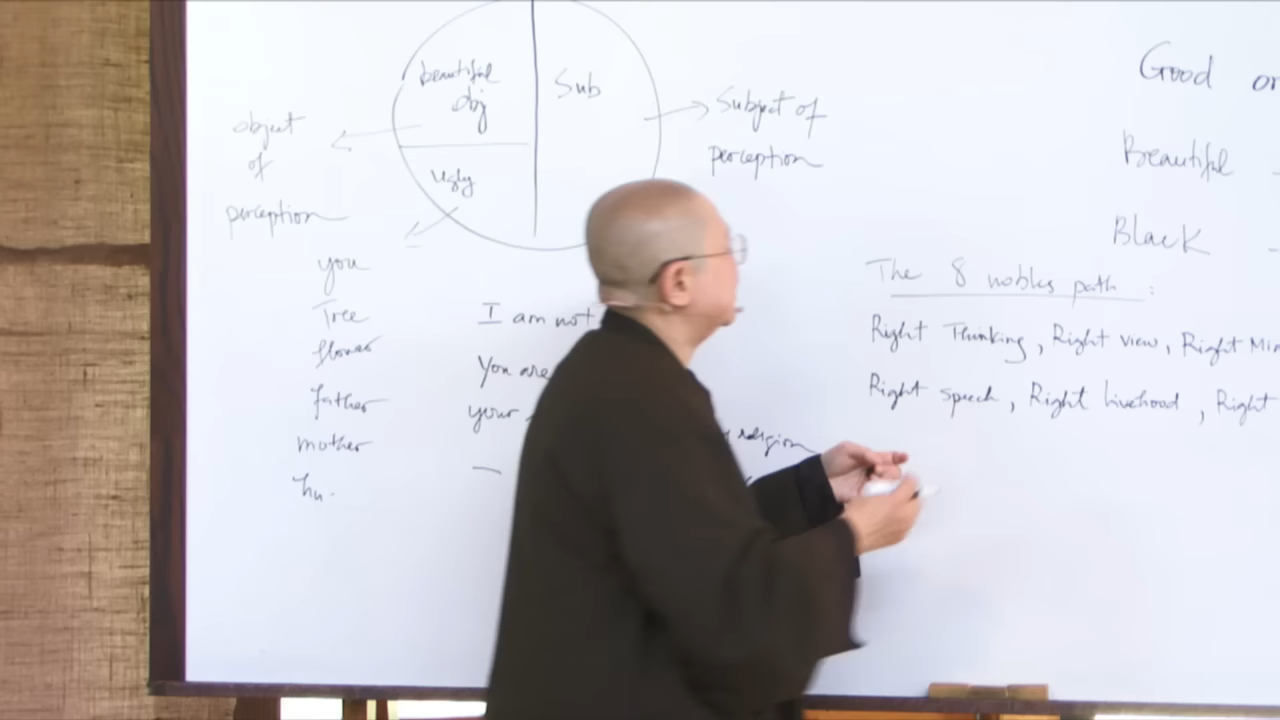 beautiful
obj
Sub
Ugly
object
of
perception
Subject of
perception
you
Tree
flower
father
mother
I am not
You are
your
religion
Good or
Beautiful
Black
The 8 nobles path :
Right Thinking, Right view, Right Min
Right speech, Right livehood, Right